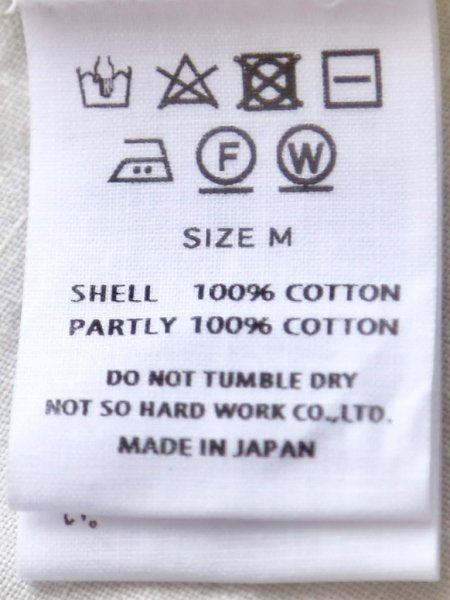 F W
SIZE M
SHELL 100% COTTON
PARTLY 100% COTTON
DO NOT TUMBLE DRY
NOT SO HARD WORK CO.,LTD.
MADE IN JAPAN